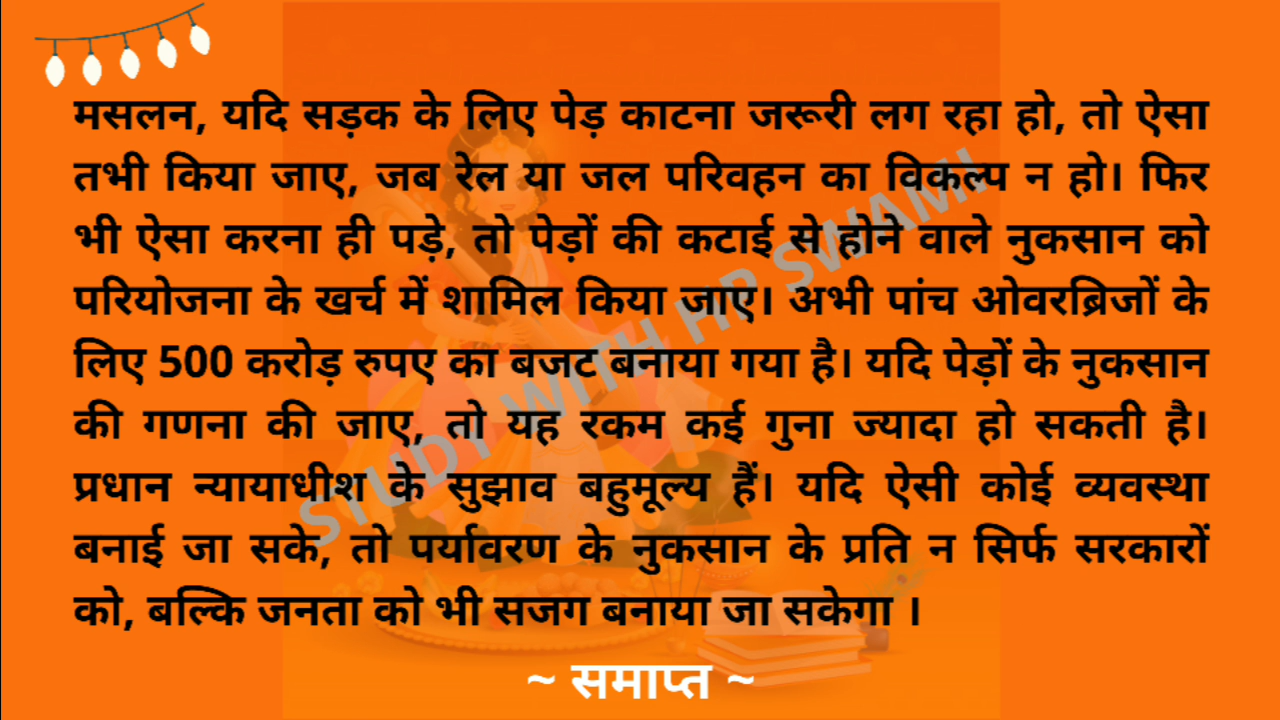 मसलन, यदि सड़क के लिए पेड़ काटना जरूरी लग रहा हो, तो ऐसा
तभी किया जाए, जब रेल या जल परिवहन का विकल्प न हो। फिर
भी ऐसा करना ही पड़े, तो पेड़ों की कटाई से होने वाले नुकसान को
परियोजना के खर्च में शामिल किया जाए। अभी पांच ओवरब्रिजों के
लिए 500 करोड़ रुपए का बजट बनाया गया है। यदि पेड़ों के नुकसान
की गणना की जाए, तो यह रकम कई गुना ज्यादा हो सकती है।
प्रधान न्यायाधीश के सुझाव बहुमूल्य हैं। यदि ऐसी कोई व्यवस्था
बनाई जा सके, तो पर्यावरण के नुकसान के प्रति न सिर्फ सरकारों
को, बल्कि जनता को भी सजग बनाया जा सकेगा ।
~ समाप्त ~
STUDY WITH HP SWAMI